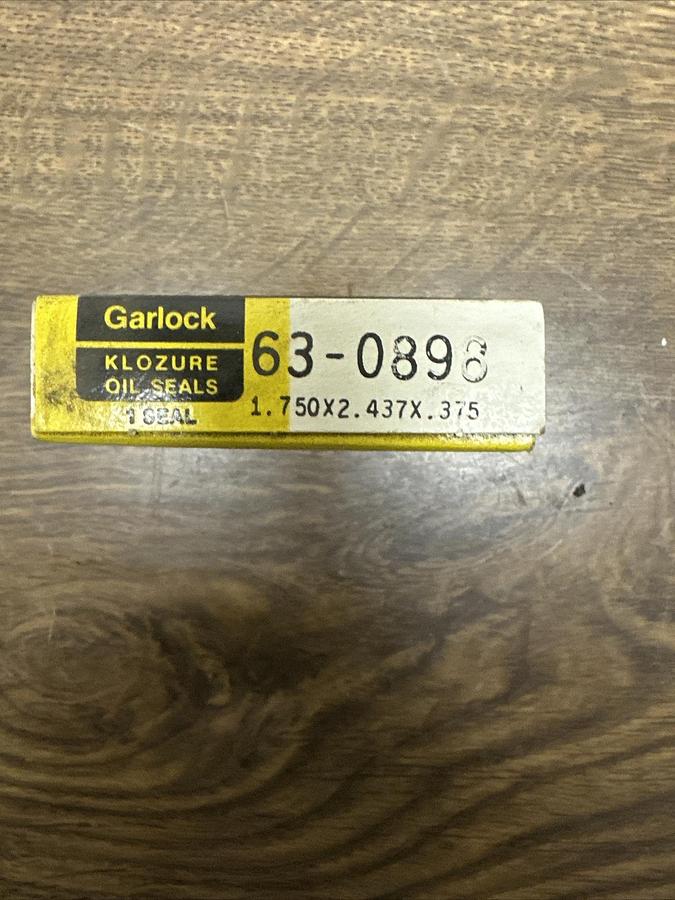 Garlock
KLOZURE
OIL SEALS
1 SEAL
63-0898
1.750X2.437X.375